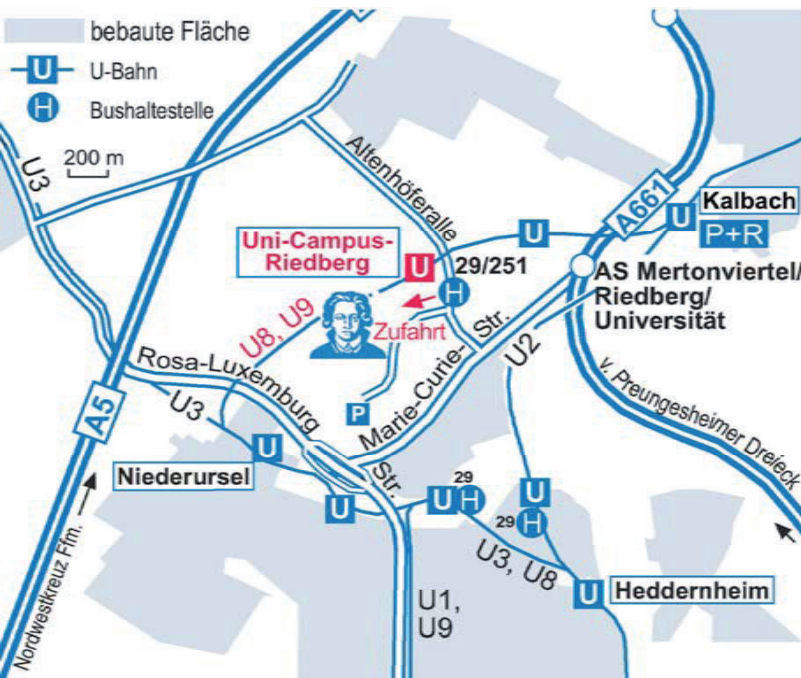 bebaute Fläche
U U-Bahn
H Bushaltestelle
200 m
U3
Altenhöferalle
A661
U
Kalbach
P+R
U
Uni-Campus-
Riedberg
U
29/251
H
AS Mertonviertel/
Riedberg/
Universität
U8, U9
Zufahrt
Marie-Curie-Str.
U2
Rosa-Luxemburg Str.
U3
P
A5
v. Preungesheimer Dreieck
U
Niederursel
U
U H
29
U
29 H
U3, U8
U
Heddernheim
U1,
U9
Nordwestkreuz Ffm.